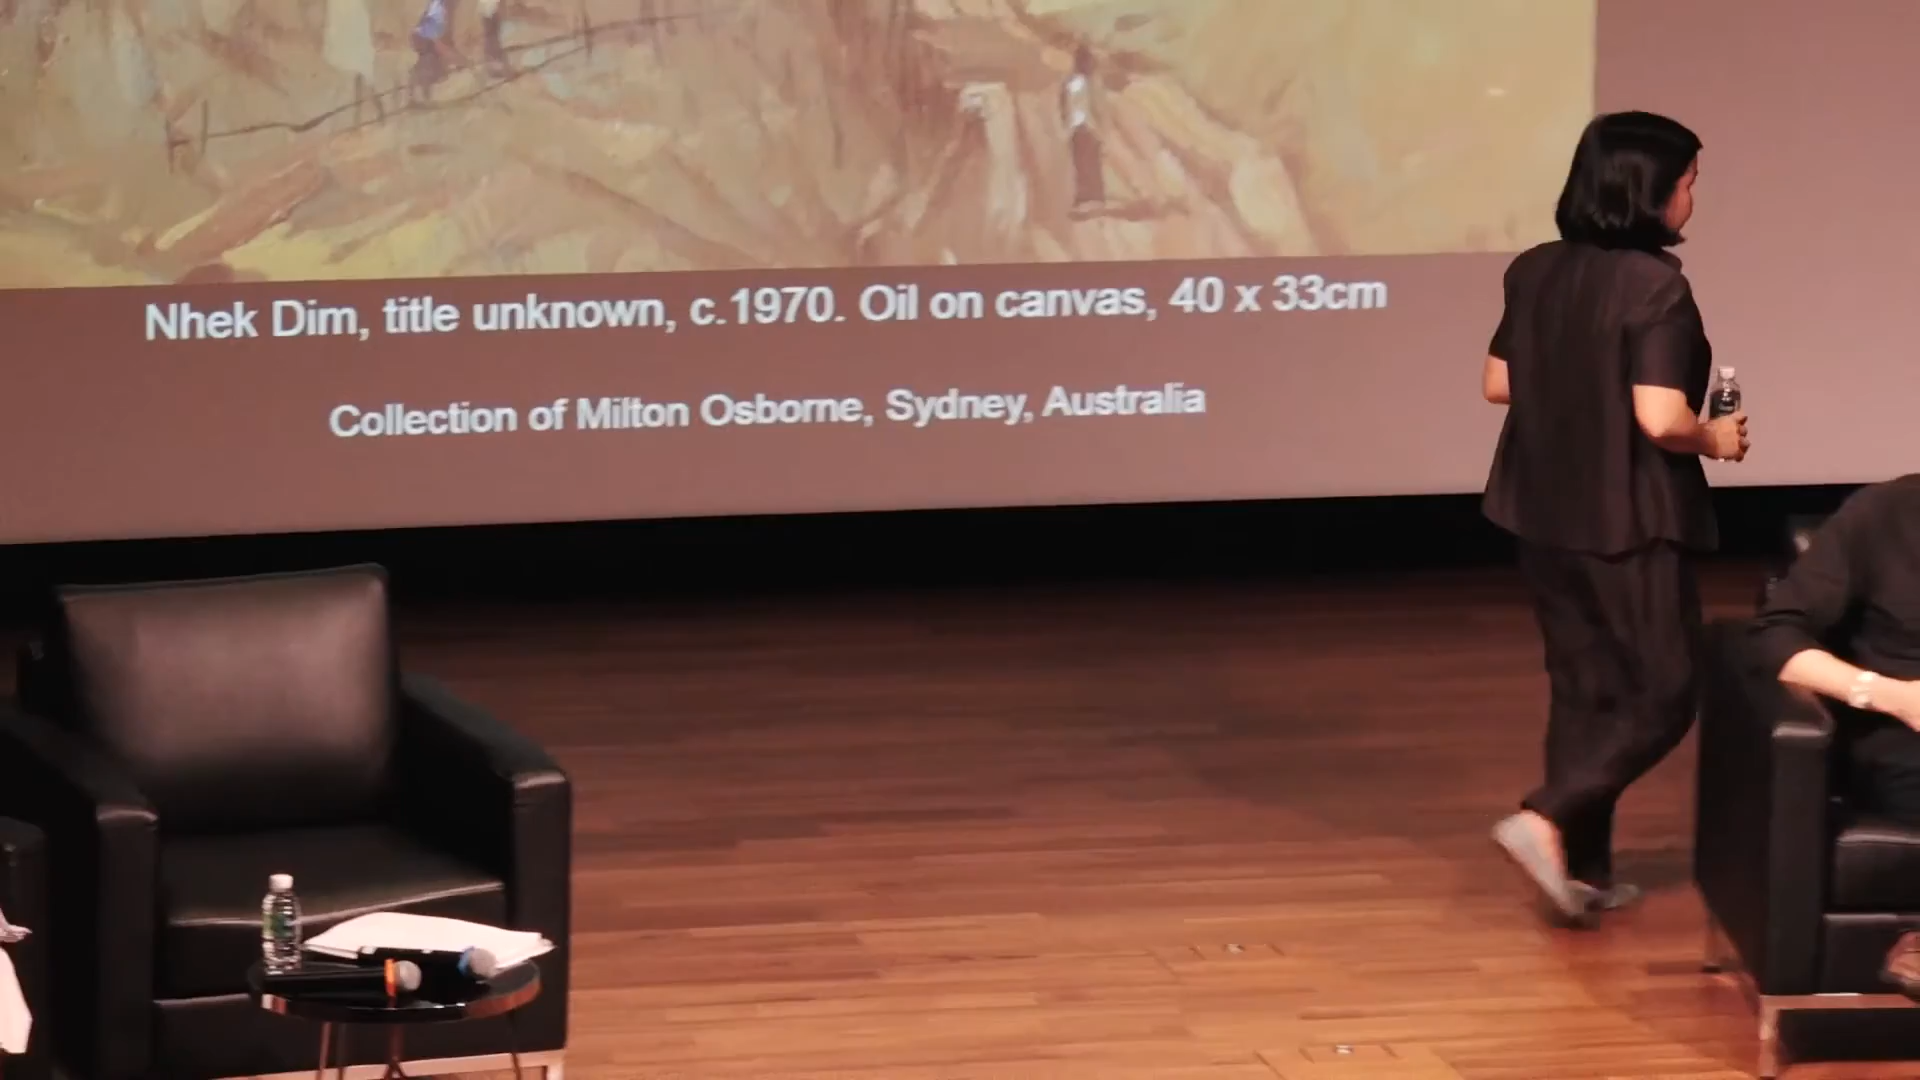 Nhek Dim, title unknown, c.1970. Oil on canvas, 40 x 33cm
Collection of Milton Osborne, Sydney, Australia